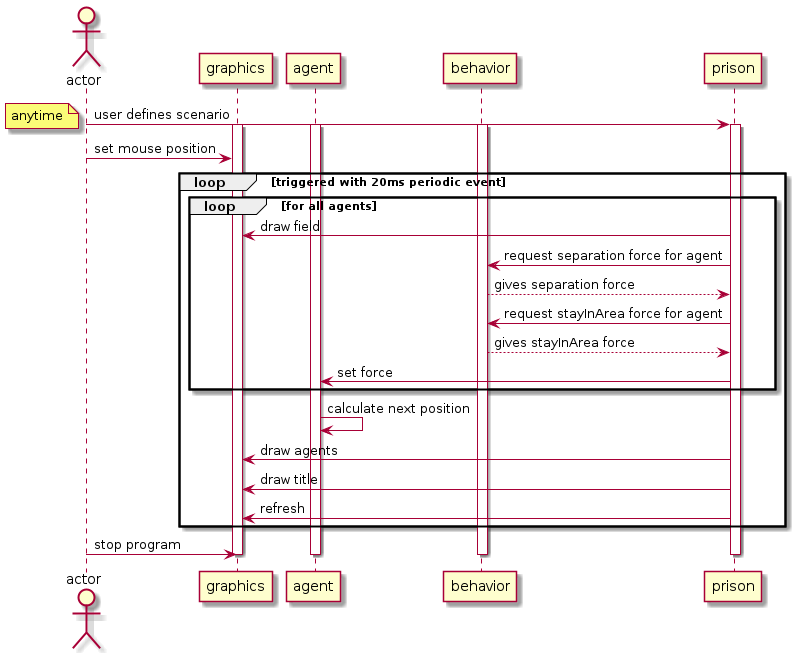 actor
graphics
agent
behavior
prison
anytime
user defines scenario
set mouse position
loop [triggered with 20ms periodic event]
loop [for all agents]
draw field
request separation force for agent
gives separation force
request stayInArea force for agent
gives stayInArea force
set force
calculate next position
draw agents
draw title
refresh
stop program
actor
graphics
agent
behavior
prison